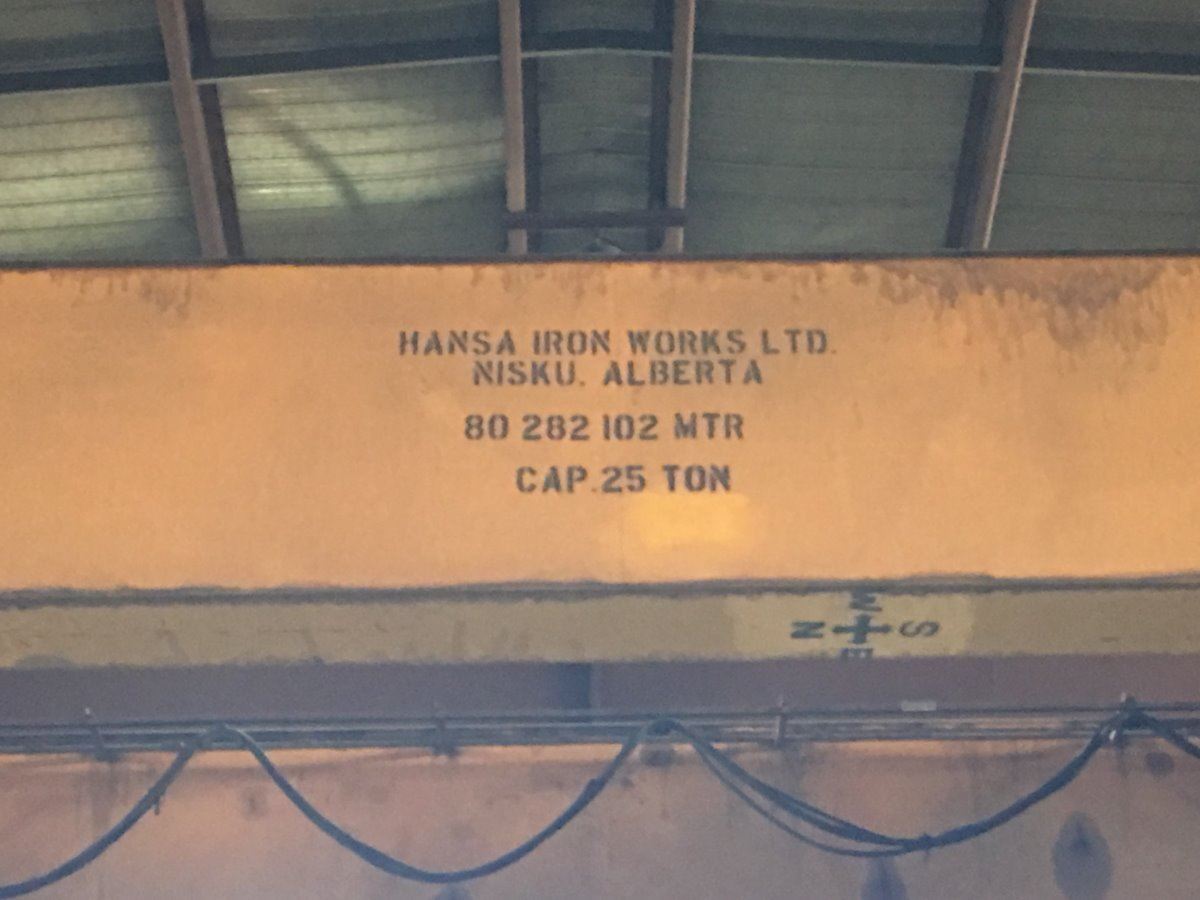 HANSA IRON WORKS LTD.
NISKU, ALBERTA
80 282 102 MTR
CAP. 25 TON
W
N S
E